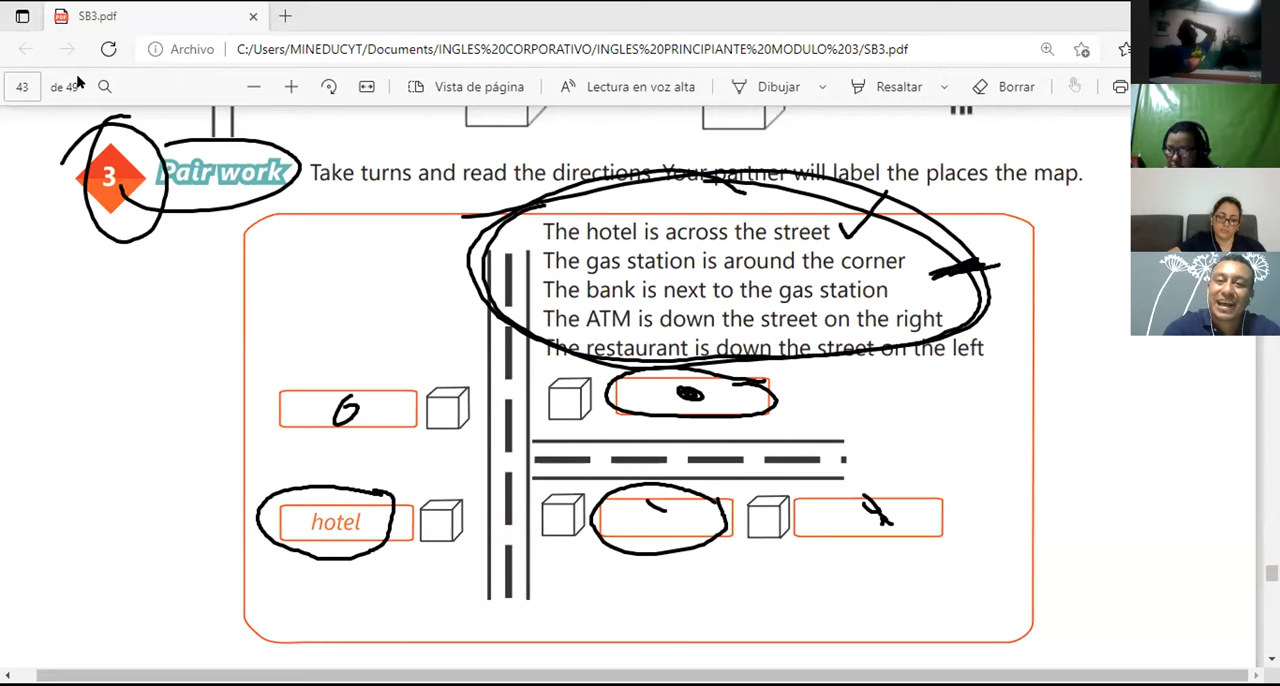 SB3.pdf
Archivo C:/Users/MINEDUCYT/Documents/INGLES%20CORPORATIVO/INGLES%20PRINCIPIANTE%20MODULO%203/SB3.pdf
43 de 49 Vista de página Lectura en voz alta Dibujar Resaltar Borrar
3 Pair work Take turns and read the directions. Your partner will label the places the map.
The hotel is across the street
The gas station is around the corner
The bank is next to the gas station
The ATM is down the street on the right
The restaurant is down the street on the left
hotel